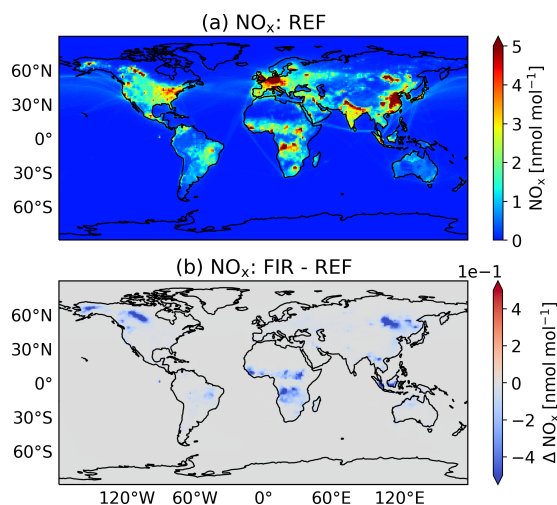 (a) NOₓ: REF
60°N
30°N
0°
30°S
60°S
5
4
3
2
1
0
NOₓ [nmol mol⁻¹]
(b) NOₓ: FIR - REF
1e−1
60°N
30°N
0°
30°S
60°S
120°W 60°W 0° 60°E 120°E
4
2
0
−2
−4
Δ NOₓ [nmol mol⁻¹]